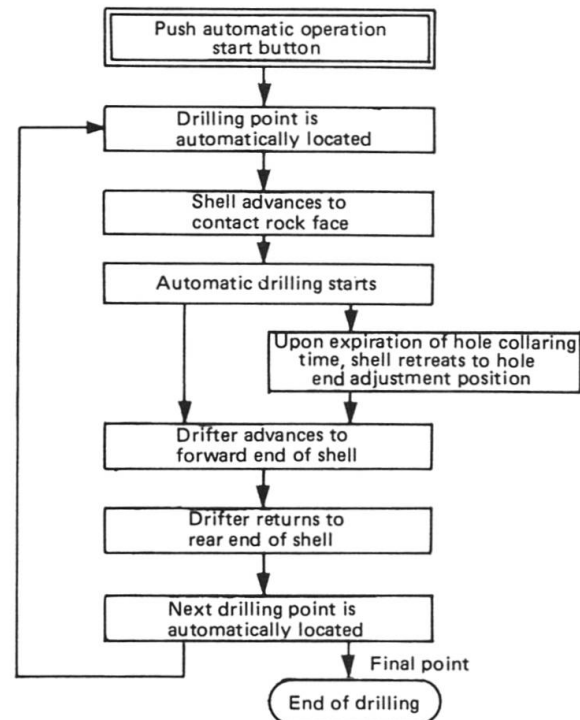 Push automatic operation
start button
Drilling point is
automatically located
Shell advances to
contact rock face
Automatic drilling starts
Upon expiration of hole collaring
time, shell retreats to hole
end adjustment position
Drifter advances to
forward end of shell
Drifter returns to
rear end of shell
Next drilling point is
automatically located
Final point
End of drilling